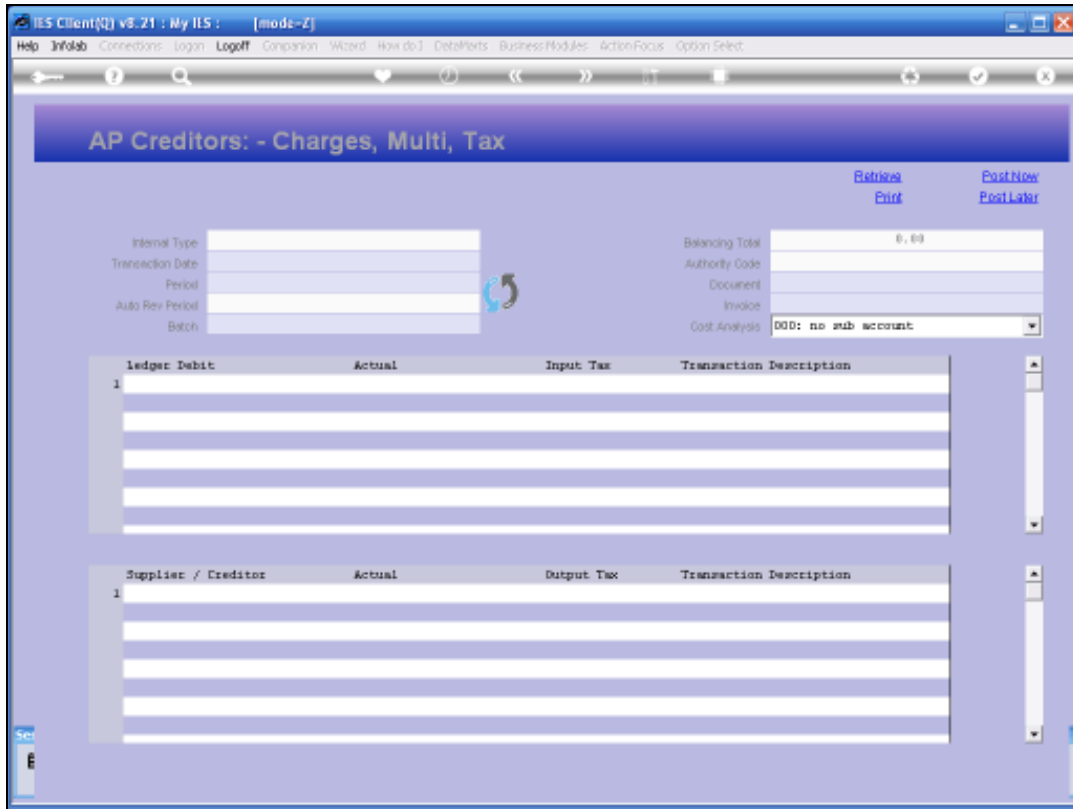 IES Client(Q) v8.21 : My IES : [mode=Z]
Help Infolab Connections Logon Logoff Companion Wizard How do I DataMerts Business Modules Action Focus Option Select
AP Creditors: - Charges, Multi, Tax
Retrieve Post Now
Print Post Later
Internal Type Balancing Total 0.00
Transaction Date Authority Code
Period Document
Auto Rev Period Invoice
Batch Cost Analysis 000: no sub account
ledger Debit Actual Input Tax Transaction Description
1
Supplier / Creditor Actual Output Tax Transaction Description
1